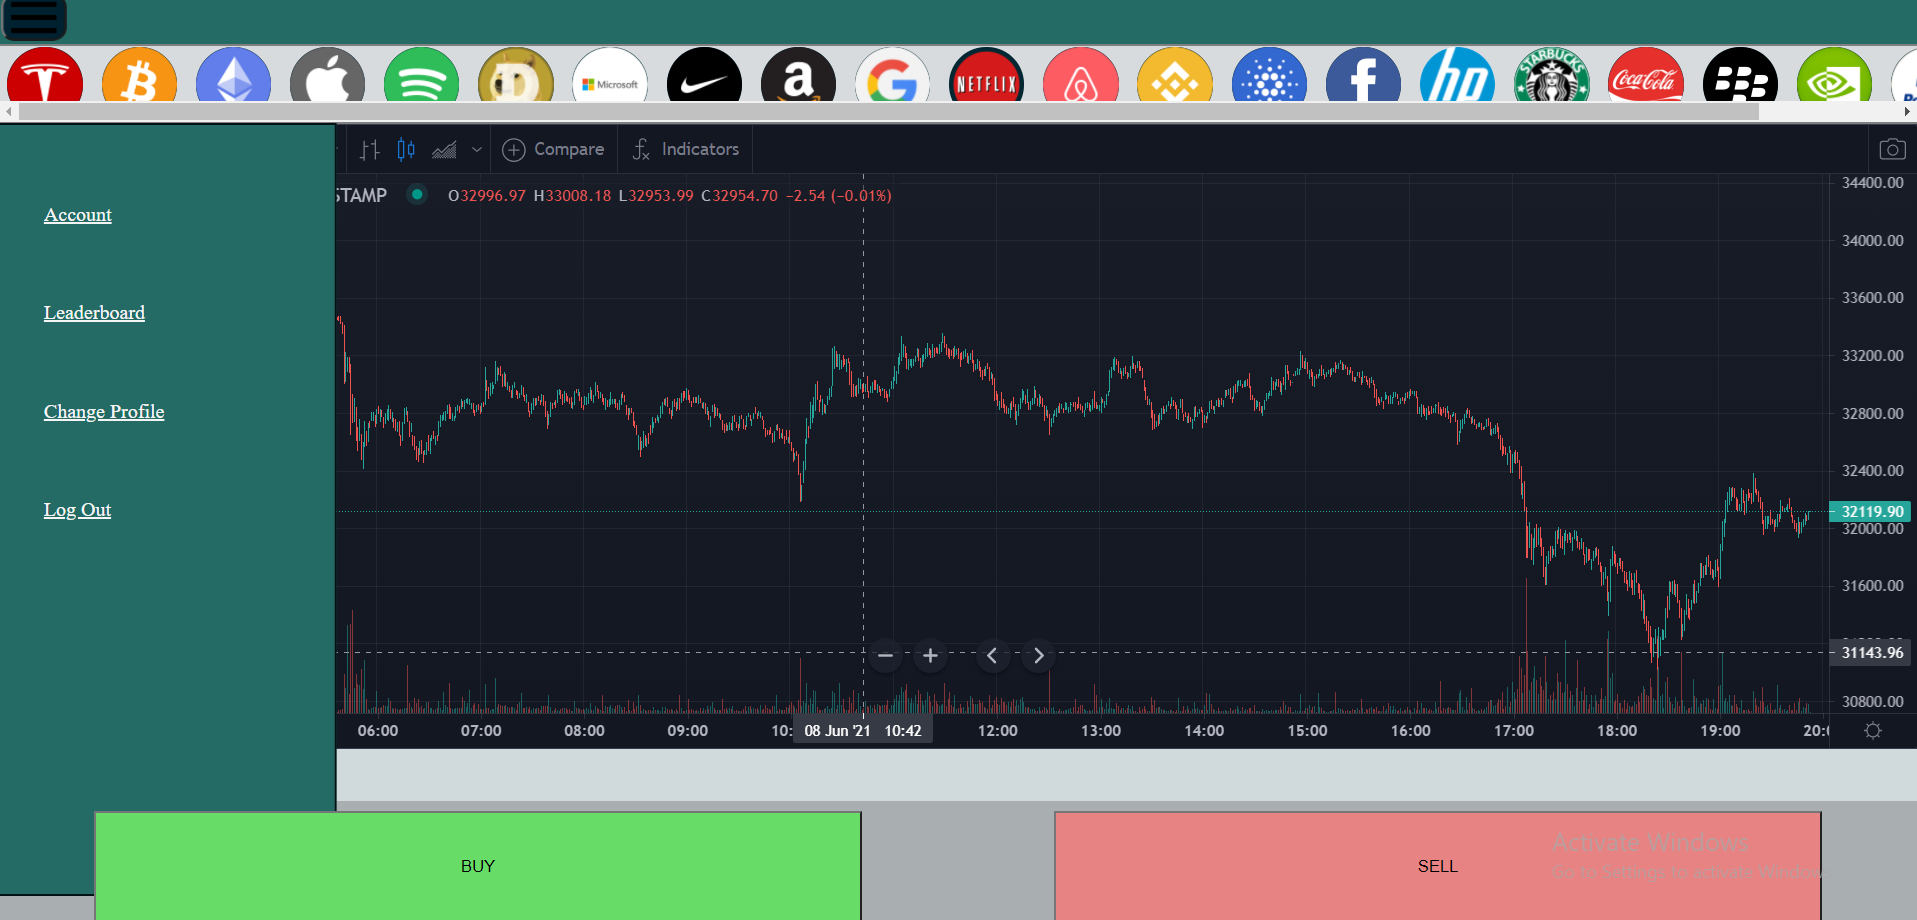 Microsoft
a
NETFLIX
f
hp
STARBUCKS
Coca-Cola
Compare
Indicators
STAMP
O32996.97 H33008.18 L32953.99 C32954.70 −2.54 (−0.01%)
Account
Leaderboard
Change Profile
Log Out
34400.00
34000.00
33600.00
33200.00
32800.00
32400.00
32119.90
32000.00
31600.00
31143.96
30800.00
06:00 07:00 08:00 09:00 10: 08 Jun '21 10:42 12:00 13:00 14:00 15:00 16:00 17:00 18:00 19:00 20:0
BUY
SELL
Activate Windows
Go to Settings to activate Window